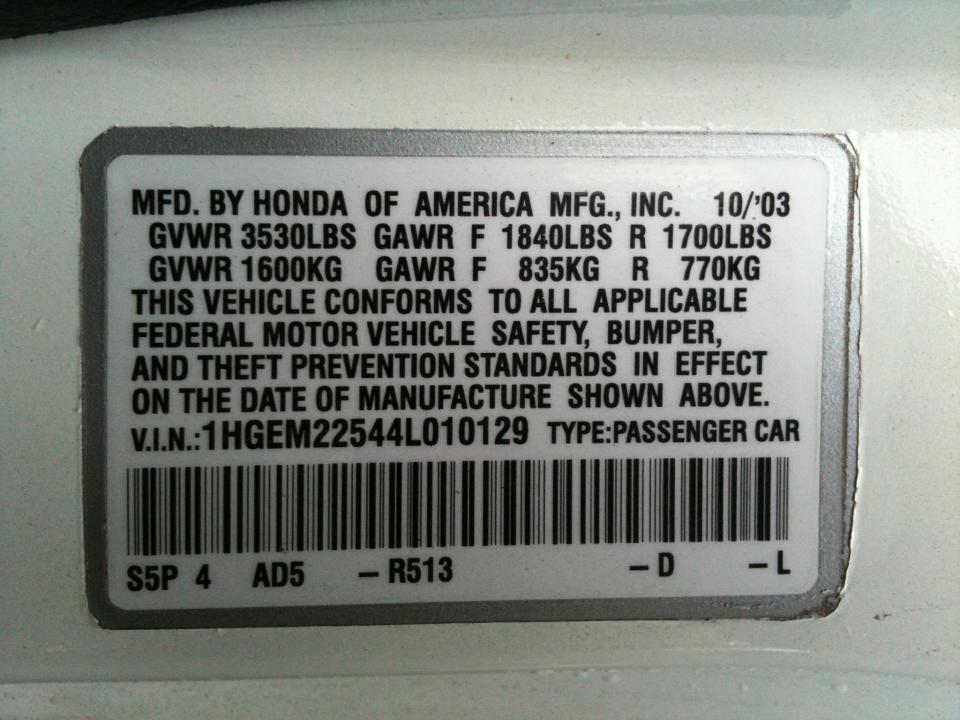 MFD. BY HONDA OF AMERICA MFG., INC. 10/'03
GVWR 3530LBS GAWR F 1840LBS R 1700LBS
GVWR 1600KG GAWR F 835KG R 770KG
THIS VEHICLE CONFORMS TO ALL APPLICABLE
FEDERAL MOTOR VEHICLE SAFETY, BUMPER,
AND THEFT PREVENTION STANDARDS IN EFFECT
ON THE DATE OF MANUFACTURE SHOWN ABOVE.
V.I.N.:1HGEM22544L010129 TYPE:PASSENGER CAR
S5P 4 AD5 – R513 – D – L